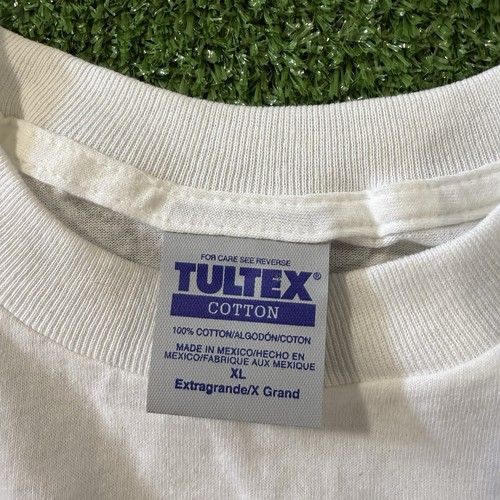 FOR CARE SEE REVERSE
TULTEX®
COTTON
100% COTTON/ALGODÓN/COTON
MADE IN MEXICO/HECHO EN
MEXICO/FABRIQUE AUX MEXIQUE
XL
Extragrande/X Grand